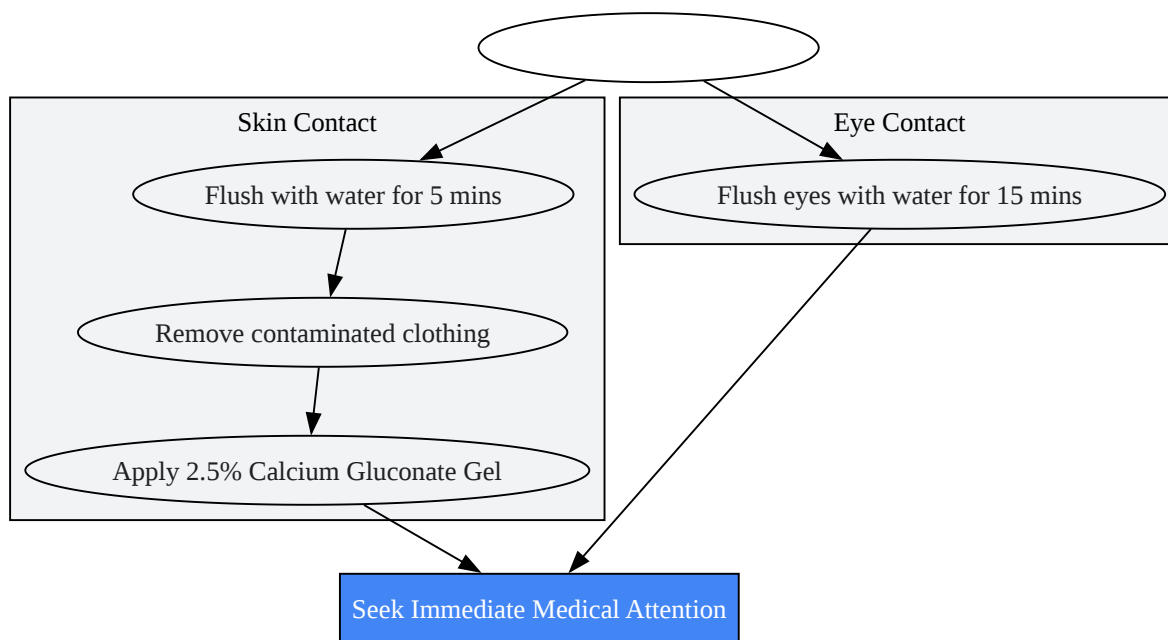 Skin Contact
Eye Contact
Flush with water for 5 mins
Flush eyes with water for 15 mins
Remove contaminated clothing
Apply 2.5% Calcium Gluconate Gel
Seek Immediate Medical Attention